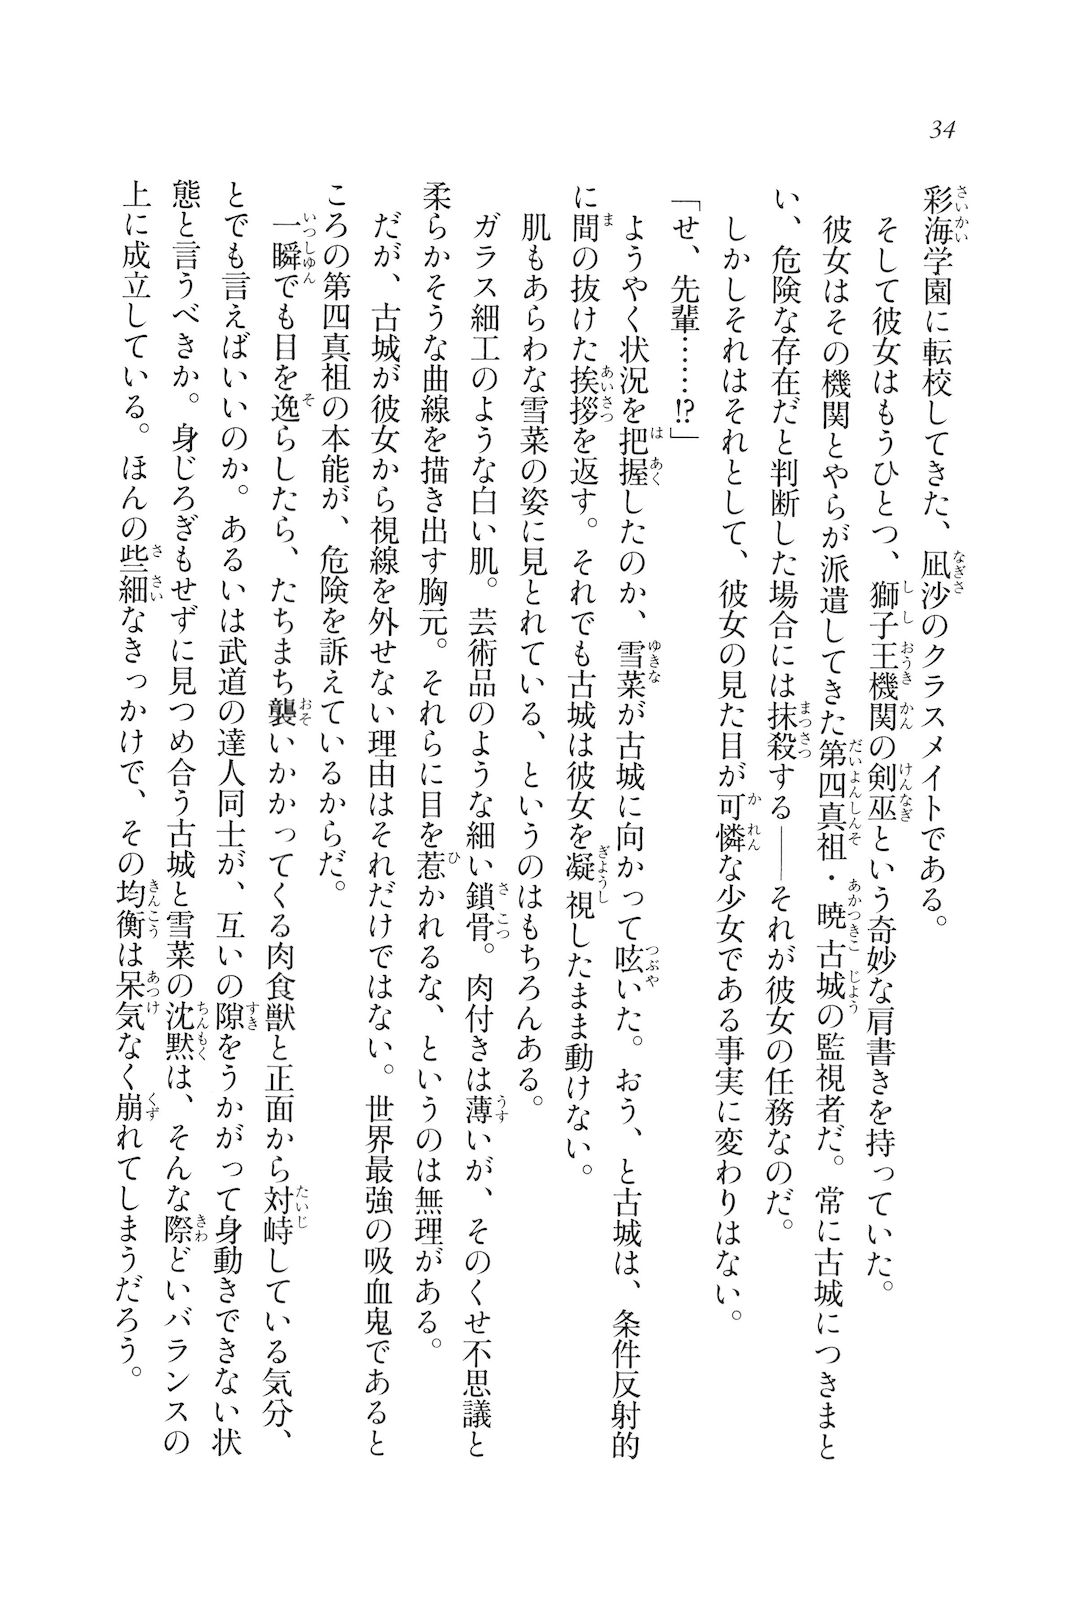 34
彩海学園に転校してきた、凪沙のクラスメイトである。
そして彼女はもうひとつ、獅子王機関の剣巫という奇妙な肩書きを持っていた。
彼女はその機関とやらが派遣してきた第四真祖・暁古城の監視者だ。常に古城につきまと
い、危険な存在だと判断した場合には抹殺する――それが彼女の任務なのだ。
しかしそれはそれとして、彼女の見た目が可憐な少女である事実に変わりはない。
「せ、先輩……!?」
ようやく状況を把握したのか、雪菜が古城に向かって呟いた。おう、と古城は、条件反射的
に間の抜けた挨拶を返す。それでも古城は彼女を凝視したまま動けない。
肌もあらわな雪菜の姿に見とれている、というのはもちろんある。
ガラス細工のような白い肌。芸術品のような細い鎖骨。肉付きは薄いが、そのくせ不思議と
柔らかそうな曲線を描き出す胸元。それらに目を惹かれるな、というのは無理がある。
だが、古城が彼女から視線を外せない理由はそれだけではない。世界最強の吸血鬼であると
ころの第四真祖の本能が、危険を訴えているからだ。
一瞬でも目を逸らしたら、たちまち襲いかかってくる肉食獣と正面から対峙している気分、
とでも言えばいいのか。あるいは武道の達人同士が、互いの隙をうかがって身動きできない状
態と言うべきか。身じろぎもせずに見つめ合う古城と雪菜の沈黙は、そんな際どいバランスの
上に成立している。ほんの些細なきっかけで、その均衡は呆気なく崩れてしまうだろう。